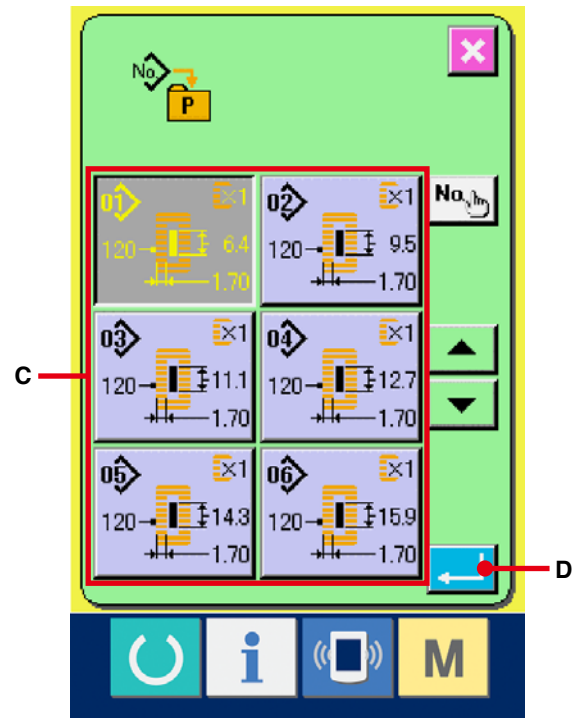 No.
P
×
01 ×1 02 ×1 No.
120 6.4 120 9.5
1.70 1.70
03 ×1 04 ×1
C
120 11.1 120 12.7
1.70 1.70
05 ×1 06 ×1
120 14.3 120 15.9
1.70 1.70
D
i M